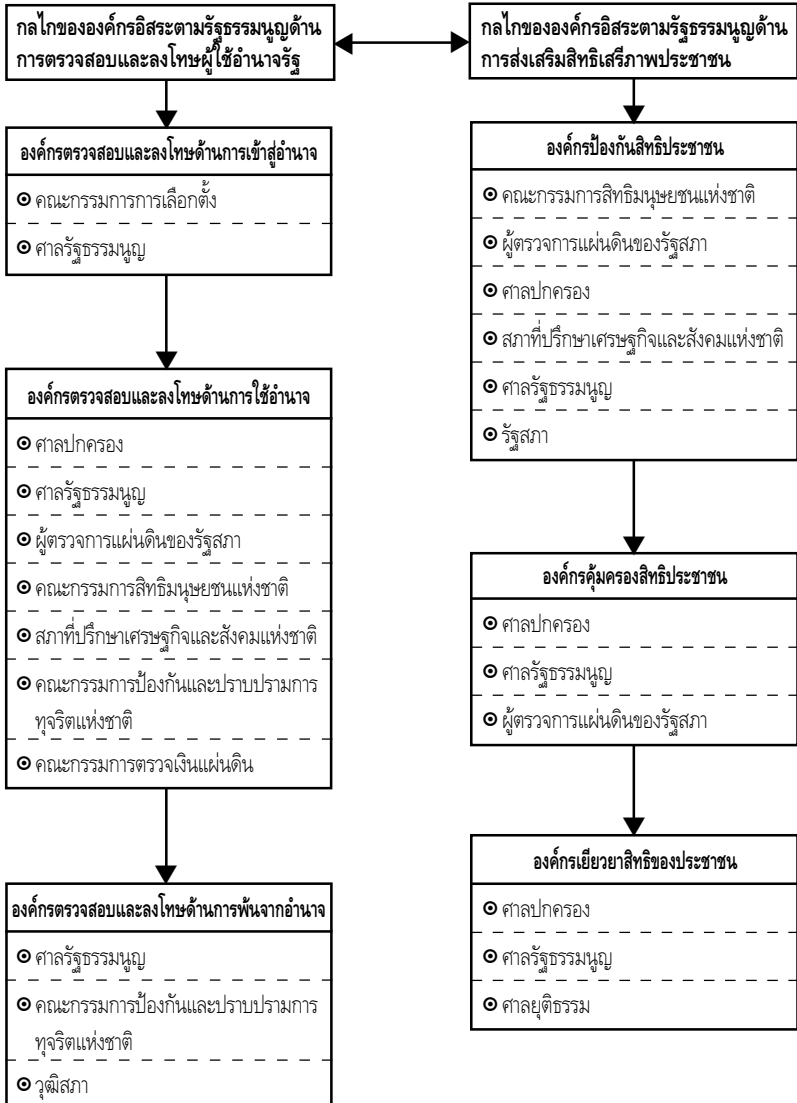 กลไกขององค์กรอิสระตามรัฐธรรมนูญด้าน
การตรวจสอบและลงโทษผู้ใช้อำนาจรัฐ
องค์กรตรวจสอบและลงโทษด้านการเข้าสู่อำนาจ
คณะกรรมการการเลือกตั้ง
ศาลรัฐธรรมนูญ
องค์กรตรวจสอบและลงโทษด้านการใช้อำนาจ
ศาลปกครอง
ศาลรัฐธรรมนูญ
ผู้ตรวจการแผ่นดินของรัฐสภา
คณะกรรมการสิทธิมนุษยชนแห่งชาติ
สภาที่ปรึกษาเศรษฐกิจและสังคมแห่งชาติ
คณะกรรมการป้องกันและปราบปรามการ
ทุจริตแห่งชาติ
คณะกรรมการตรวจเงินแผ่นดิน
องค์กรตรวจสอบและลงโทษด้านการพ้นจากอำนาจ
ศาลรัฐธรรมนูญ
คณะกรรมการป้องกันและปราบปรามการ
ทุจริตแห่งชาติ
วุฒิสภา
กลไกขององค์กรอิสระตามรัฐธรรมนูญด้าน
การส่งเสริมสิทธิเสรีภาพประชาชน
องค์กรป้องกันสิทธิประชาชน
คณะกรรมการสิทธิมนุษยชนแห่งชาติ
ผู้ตรวจการแผ่นดินของรัฐสภา
ศาลปกครอง
สภาที่ปรึกษาเศรษฐกิจและสังคมแห่งชาติ
ศาลรัฐธรรมนูญ
รัฐสภา
องค์กรคุ้มครองสิทธิประชาชน
ศาลปกครอง
ศาลรัฐธรรมนูญ
ผู้ตรวจการแผ่นดินของรัฐสภา
องค์กรเยียวยาสิทธิของประชาชน
ศาลปกครอง
ศาลรัฐธรรมนูญ
ศาลยุติธรรม